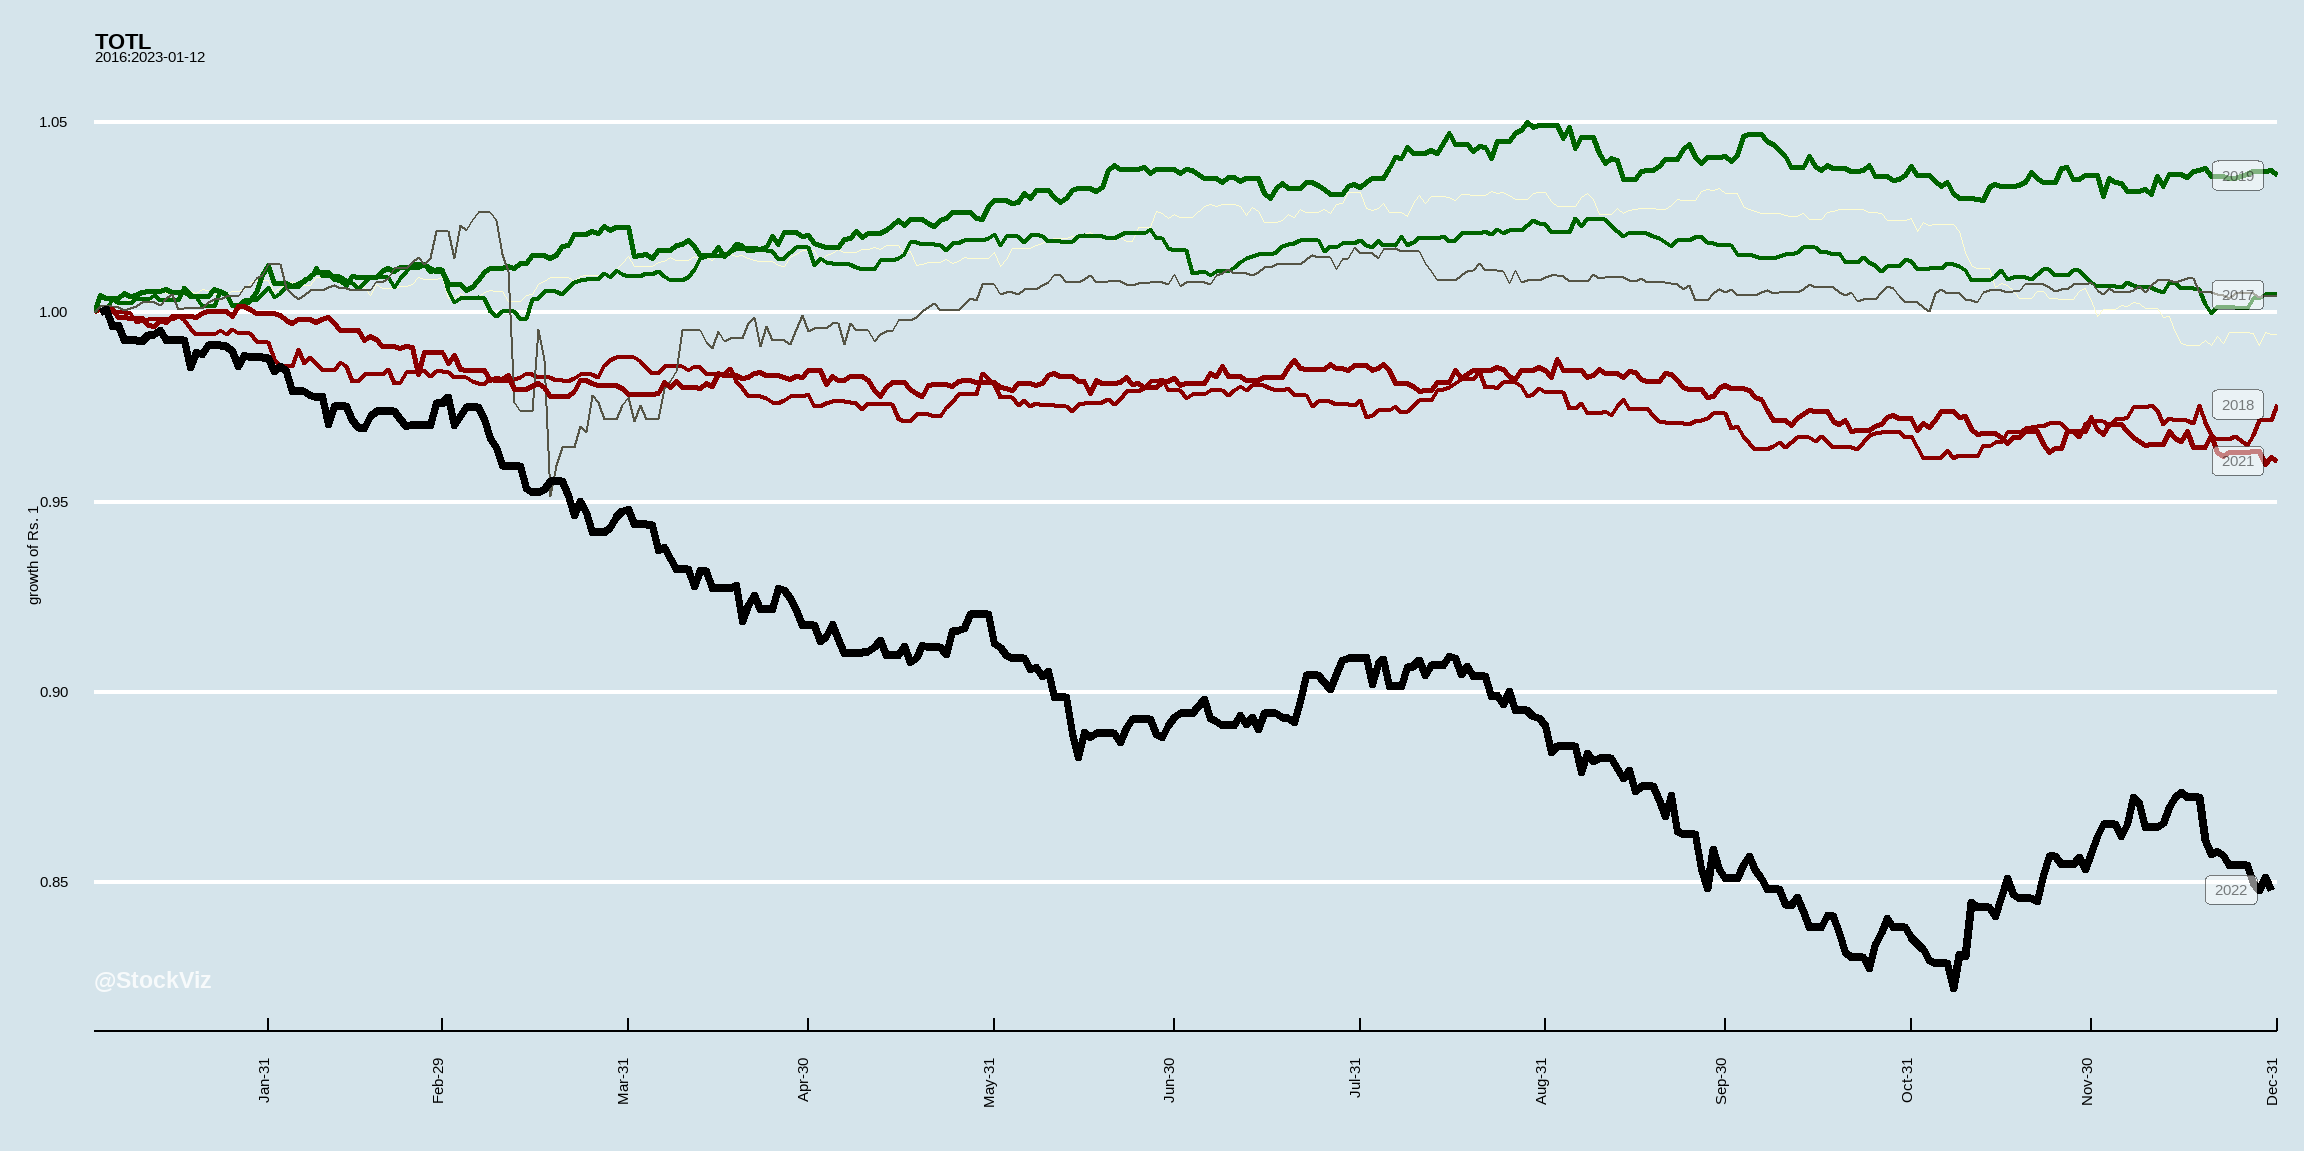 TOTL
2016:2023-01-12
growth of Rs. 1
1.05
1.00
0.95
0.90
0.85
2019
2017
2018
2021
2022
@StockViz
Jan-31
Feb-29
Mar-31
Apr-30
May-31
Jun-30
Jul-31
Aug-31
Sep-30
Oct-31
Nov-30
Dec-31